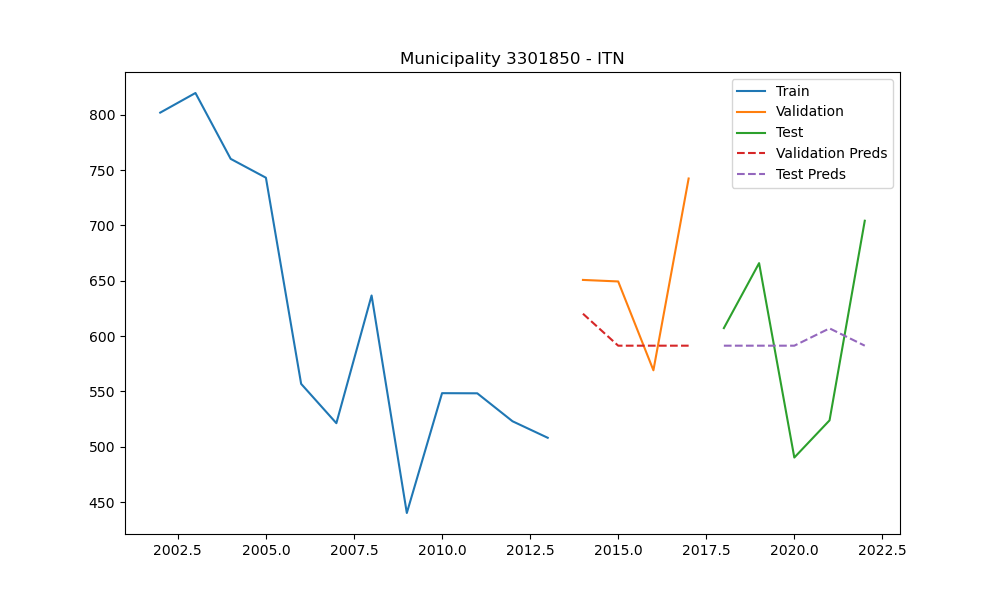 Municipality 3301850 - ITN
Train
Validation
Test
Validation Preds
Test Preds
800
750
700
650
600
550
500
450
2002.5 2005.0 2007.5 2010.0 2012.5 2015.0 2017.5 2020.0 2022.5